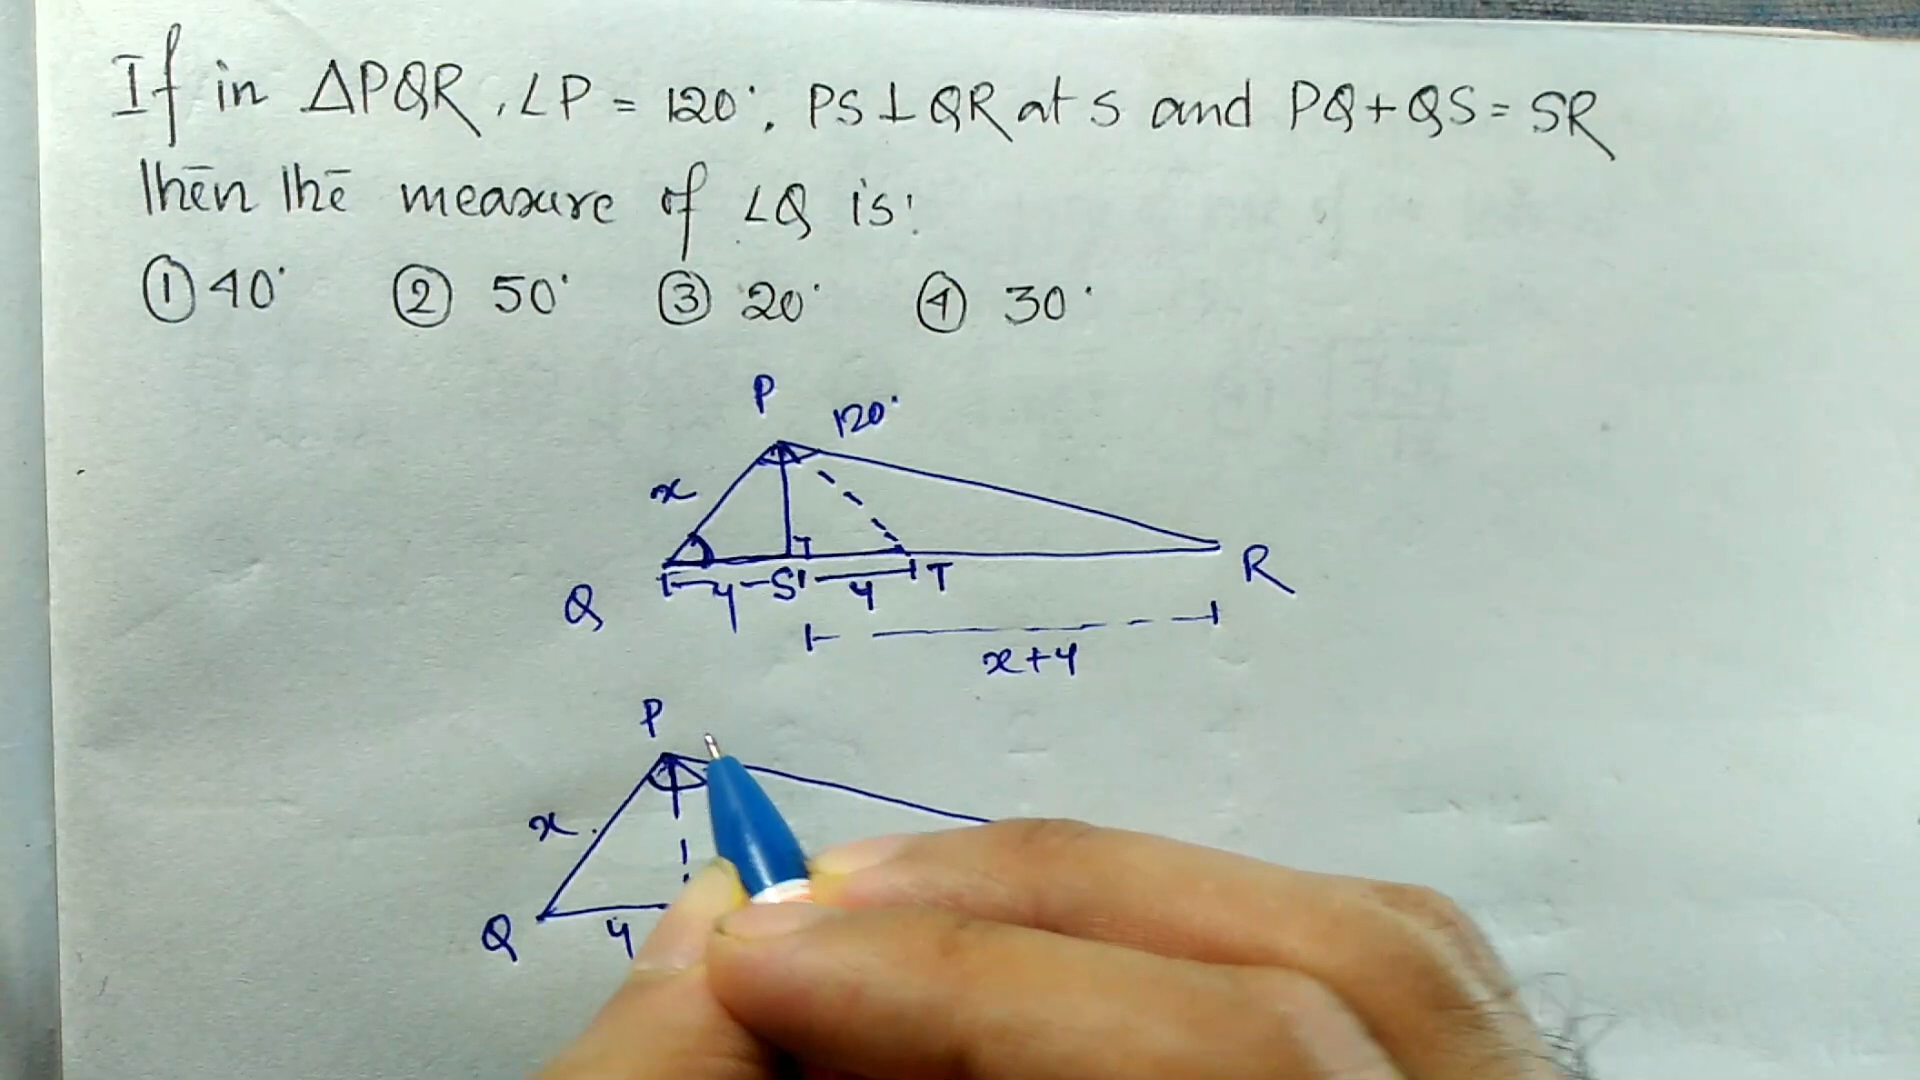 If in ΔPQR, ∠P = 120°, PS⊥QR at S and PQ+QS=SR
then the measure of ∠Q is:
① 40° ② 50° ③ 20° ④ 30°
P
120°
x
Q
y S y T
R
x+y
P
x
Q
y